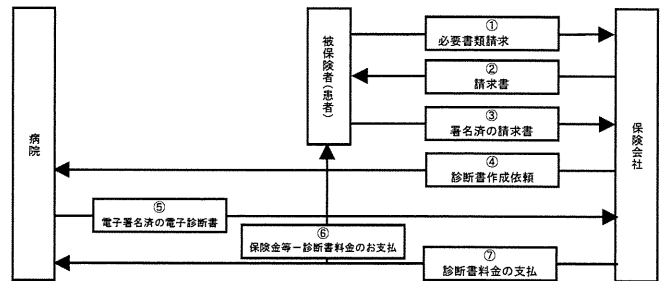 病院
被保険者(患者)
保険会社
①
必要書類請求
②
請求書
③
署名済の請求書
④
診断書作成依頼
⑤
電子署名済の電子診断書
⑥
保険金等ー診断書料金のお支払
⑦
診断書料金の支払